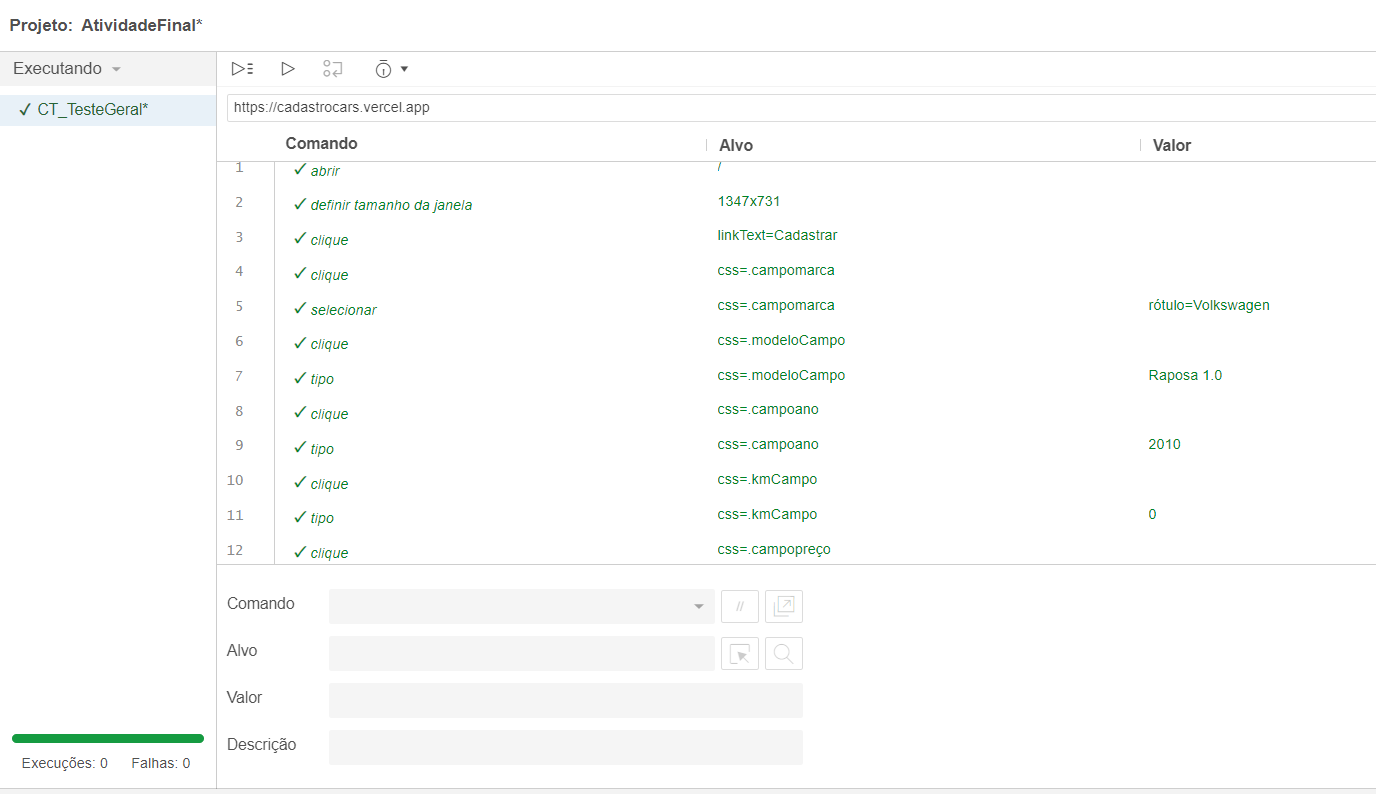 Projeto: AtividadeFinal*
Executando
✓ CT_TesteGeral*
https://cadastrocars.vercel.app
Comando Alvo Valor
1 ✓ abrir /
2 ✓ definir tamanho da janela 1347x731
3 ✓ clique linkText=Cadastrar
4 ✓ clique css=.campomarca
5 ✓ selecionar css=.campomarca rótulo=Volkswagen
6 ✓ clique css=.modeloCampo
7 ✓ tipo css=.modeloCampo Raposa 1.0
8 ✓ clique css=.campoano
9 ✓ tipo css=.campoano 2010
10 ✓ clique css=.kmCampo
11 ✓ tipo css=.kmCampo 0
12 ✓ clique css=.campopreço
Comando //
Alvo
Valor
Descrição
Execuções: 0 Falhas: 0